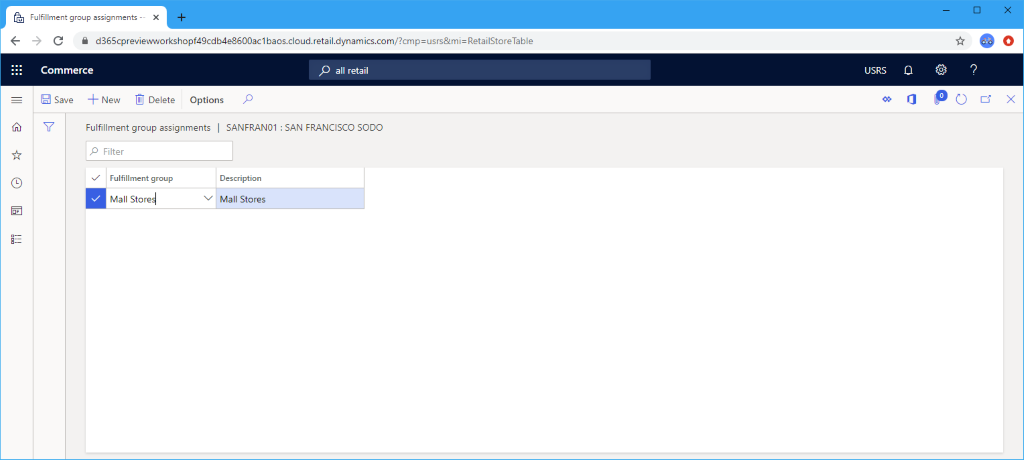 Fulfillment group assignments --
d365cpreviewworkshopf49cdb4e8600ac1baos.cloud.retail.dynamics.com/?cmp=usrs&mi=RetailStoreTable
Commerce
all retail
USRS
?
Save
New
Delete
Options
0
Fulfillment group assignments | SANFRAN01 : SAN FRANCISCO SODO
Filter
Fulfillment group Description
Mall Stores Mall Stores